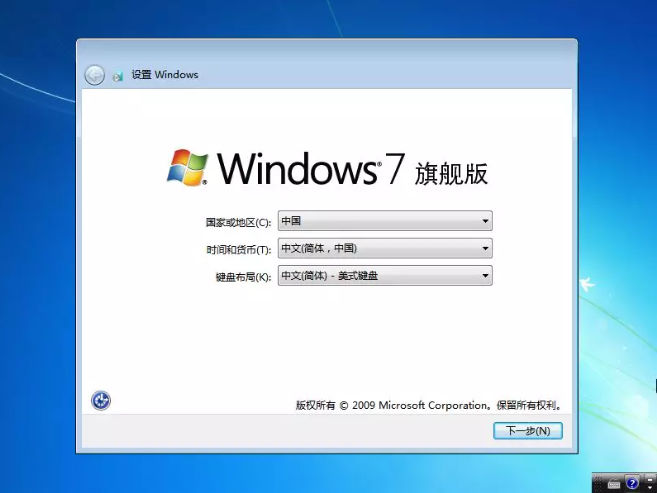 设置 Windows
Windows® 7 旗舰版
国家或地区(C): 中国
时间和货币(T): 中文(简体，中国)
键盘布局(K): 中文(简体) - 美式键盘
版权所有 © 2009 Microsoft Corporation。保留所有权利。
下一步(N)